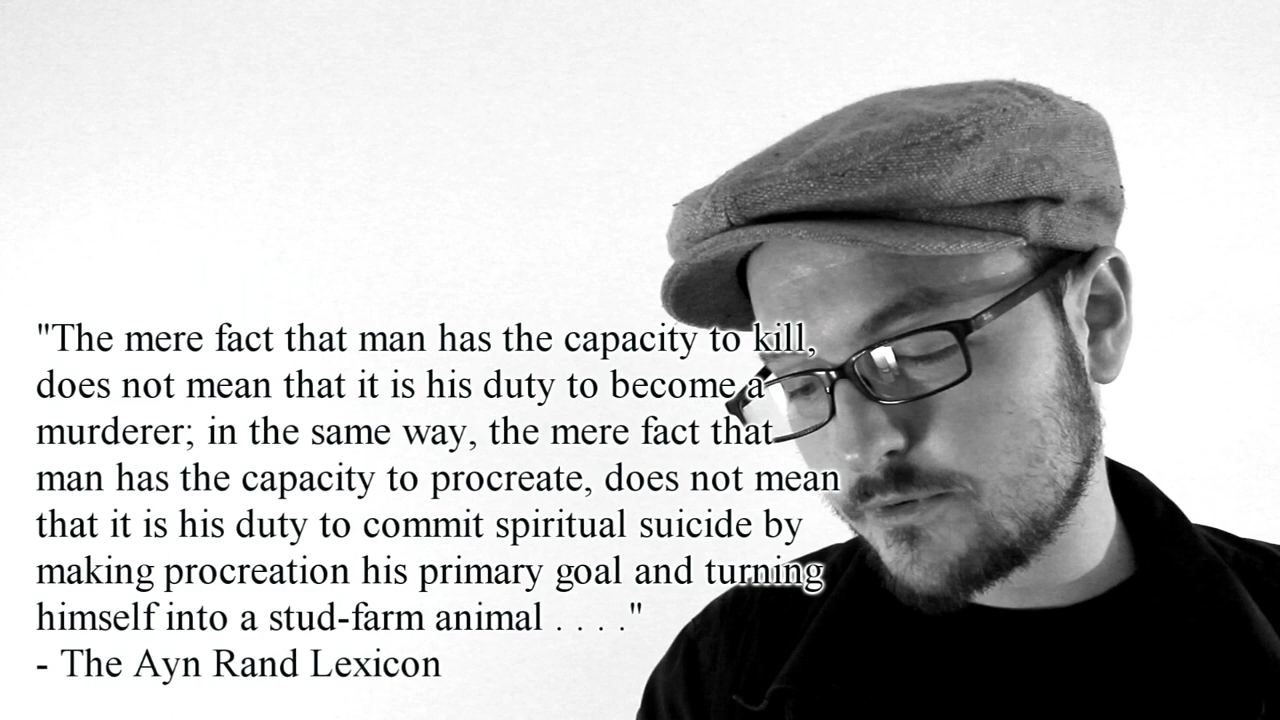 "The mere fact that man has the capacity to kill,
does not mean that it is his duty to become a
murderer; in the same way, the mere fact that
man has the capacity to procreate, does not mean
that it is his duty to commit spiritual suicide by
making procreation his primary goal and turning
himself into a stud-farm animal . . . ."
- The Ayn Rand Lexicon